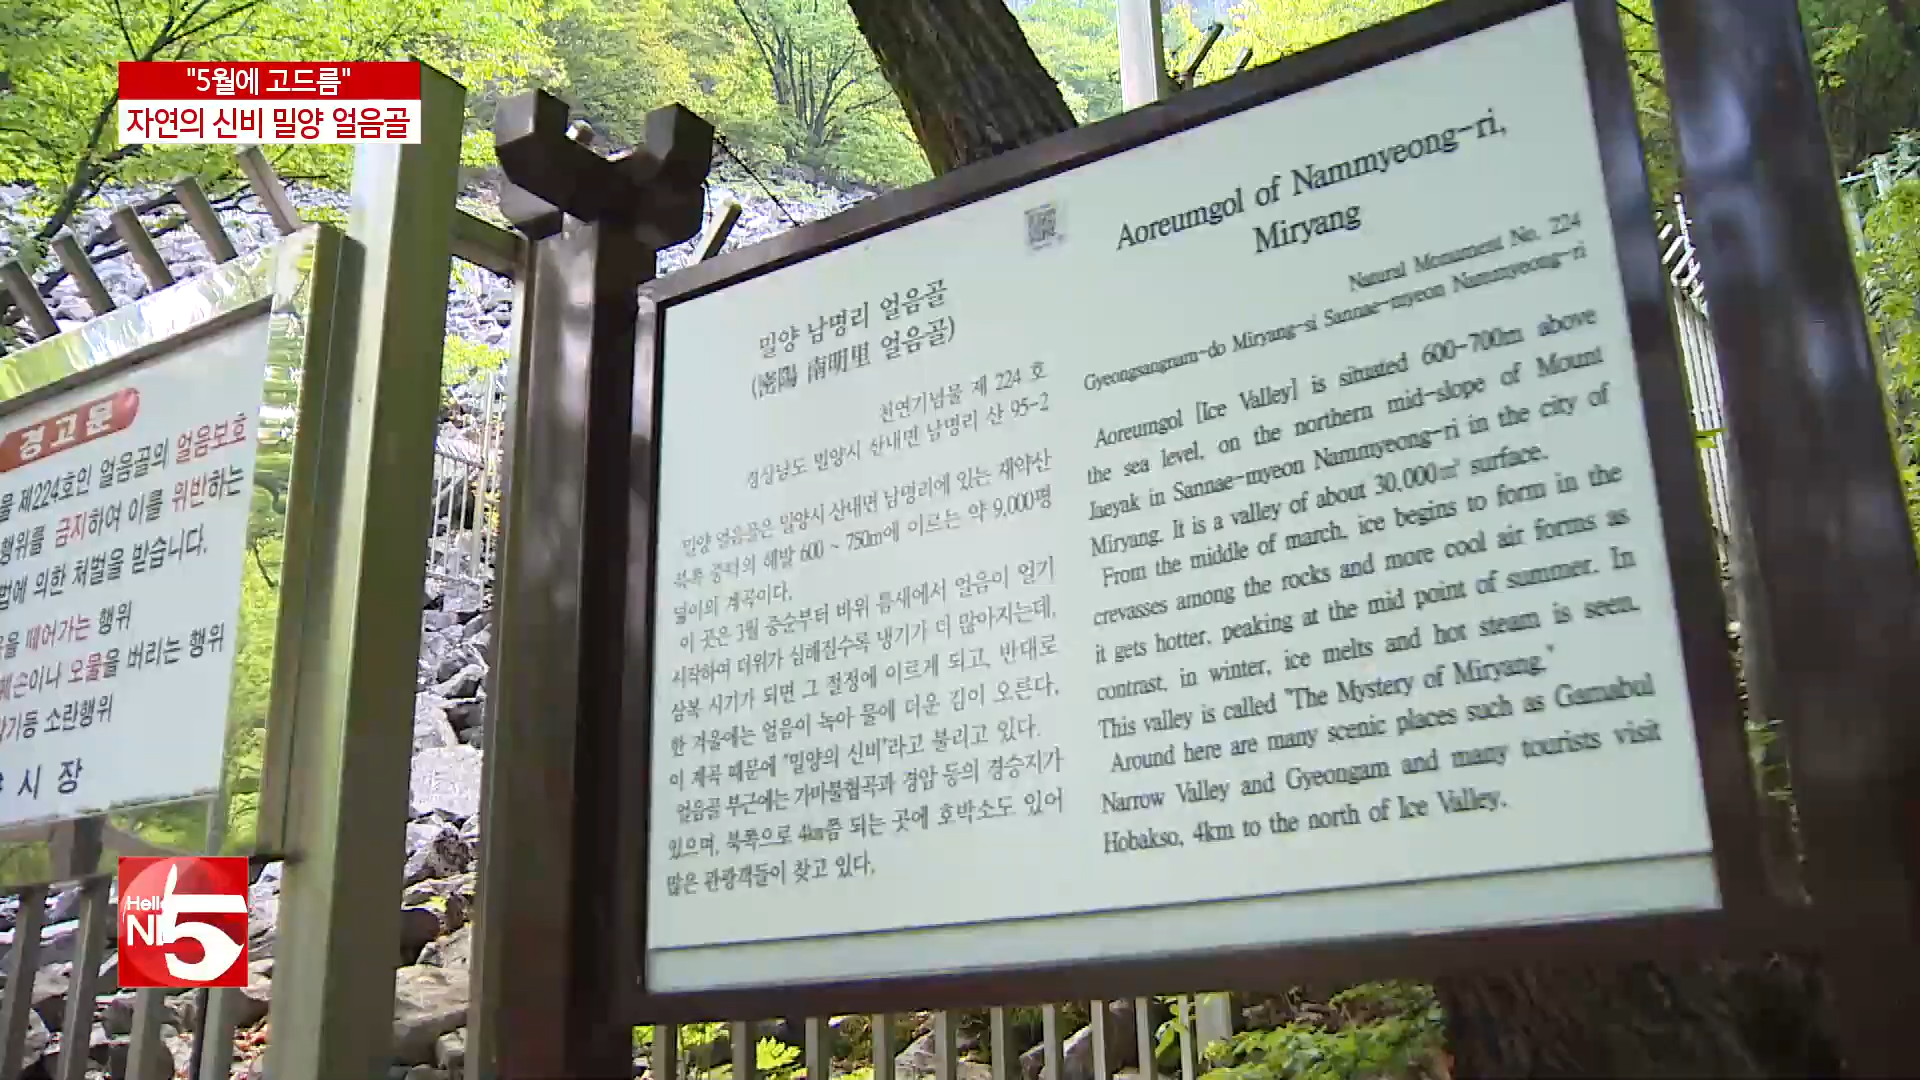 "5월에 고드름"
자연의 신비 밀양 얼음골
경고문
제224호인 얼음골의 얼음보호
행위를 금지하여 이를 위반하는
법에 의한 처벌을 받습니다.
떼어가는 행위
훼손이나 오물을 버리는 행위
소란행위
시 장
밀양 남명리 얼음골
(密陽 南明里 얼음골)
천연기념물 제 224 호
경상남도 밀양시 산내면 남명리 산 95-2
밀양 얼음골은 밀양시 산내면 남명리에 있는 재약산
북쪽 중턱의 해발 600 ~ 750m에 이르는 약 9,000평
넓이의 계곡이다.
이 곳은 3월 중순부터 바위 틈새에서 얼음이 얼기
시작하여 더위가 심해질수록 냉기가 더 많아지는데,
삼복 시기가 되면 그 절정에 이르게 되고, 반대로
한 겨울에는 얼음이 녹아 물에 더운 김이 오른다.
이 계곡 때문에 "밀양의 신비"라고 불리고 있다.
얼음골 부근에는 가마불협곡과 경암 등의 경승지가
있으며, 북쪽으로 4km쯤 되는 곳에 호박소도 있어
많은 관광객들이 찾고 있다.
Aoreumgol of Nammyeong-ri,
Miryang
Natural Monument No. 224
Gyeongsangnam-do Miryang-si Sannae-myeon Nammyeong-ri
Aoreumgol [Ice Valley] is situated 600-700m above
the sea level, on the northern mid-slope of Mount
Jaeyak in Sannae-myeon Nammyeong-ri in the city of
Miryang. It is a valley of about 30,000㎡ surface.
From the middle of march, ice begins to form in the
crevasses among the rocks and more cool air forms as
it gets hotter, peaking at the mid point of summer. In
contrast, in winter, ice melts and hot steam is seen.
This valley is called "The Mystery of Miryang."
Around here are many scenic places such as Gamabul
Narrow Valley and Gyeongam and many tourists visit
Hobakso, 4km to the north of Ice Valley.
Hello
5